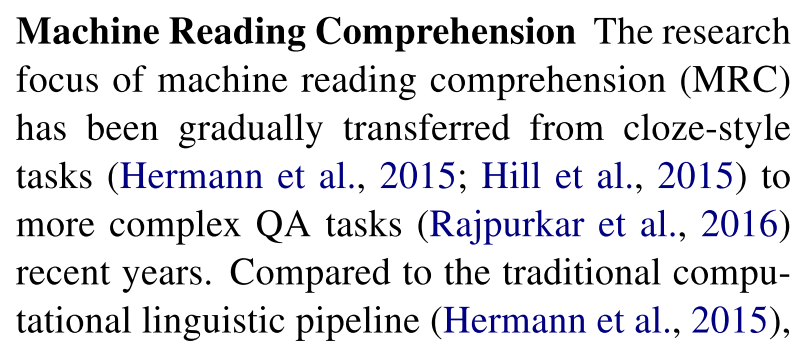 Machine Reading Comprehension The research
focus of machine reading comprehension (MRC)
has been gradually transferred from cloze-style
tasks (Hermann et al., 2015; Hill et al., 2015) to
more complex QA tasks (Rajpurkar et al., 2016)
recent years. Compared to the traditional compu-
tational linguistic pipeline (Hermann et al., 2015),